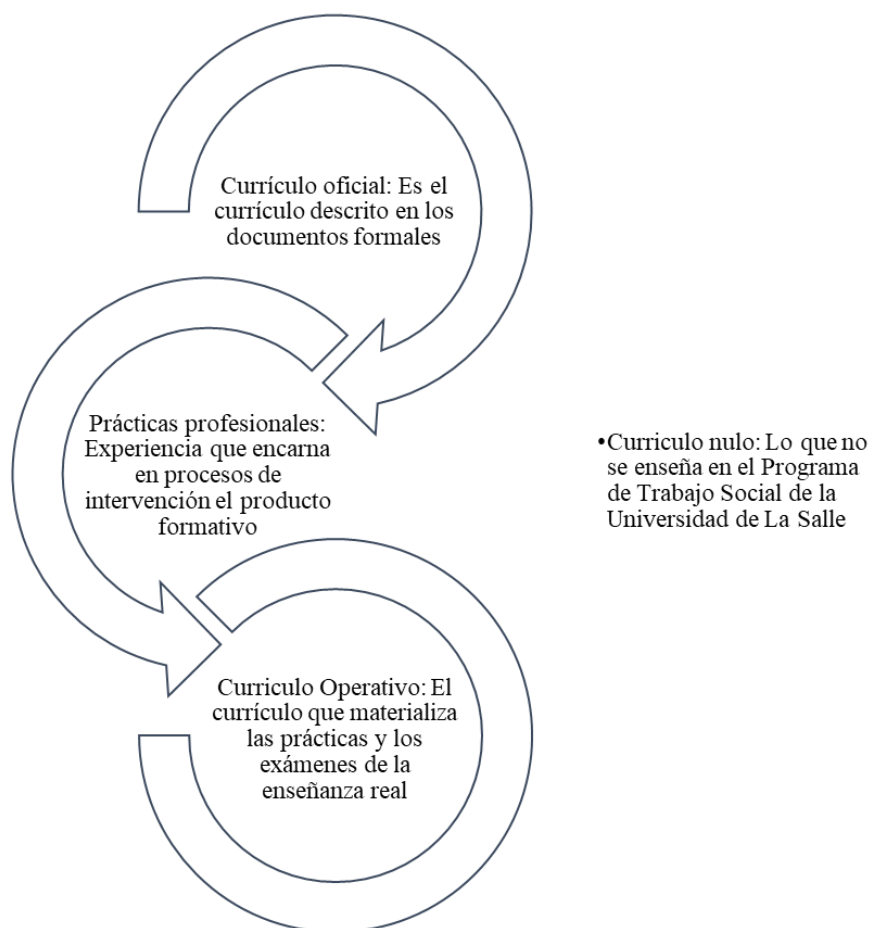 Currículo oficial: Es el
currículo descrito en los
documentos formales
Prácticas profesionales:
Experiencia que encarna
en procesos de
intervención el producto
formativo
•Curriculo nulo: Lo que no
se enseña en el Programa
de Trabajo Social de la
Universidad de La Salle
Curriculo Operativo: El
currículo que materializa
las prácticas y los
exámenes de la
enseñanza real